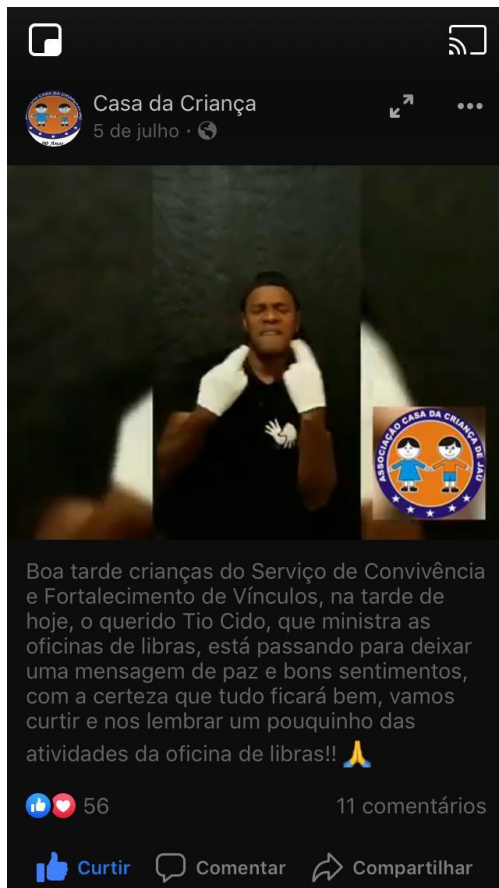 Casa da Criança
5 de julho
ASSOCIAÇÃO CASA DA CRIANÇA DE JAÚ
Boa tarde crianças do Serviço de Convivência
e Fortalecimento de Vínculos, na tarde de
hoje, o querido Tio Cido, que ministra as
oficinas de libras, está passando para deixar
uma mensagem de paz e bons sentimentos,
com a certeza que tudo ficará bem, vamos
curtir e nos lembrar um pouquinho das
atividades da oficina de libras!! 🙏
56
11 comentários
Curtir
Comentar
Compartilhar